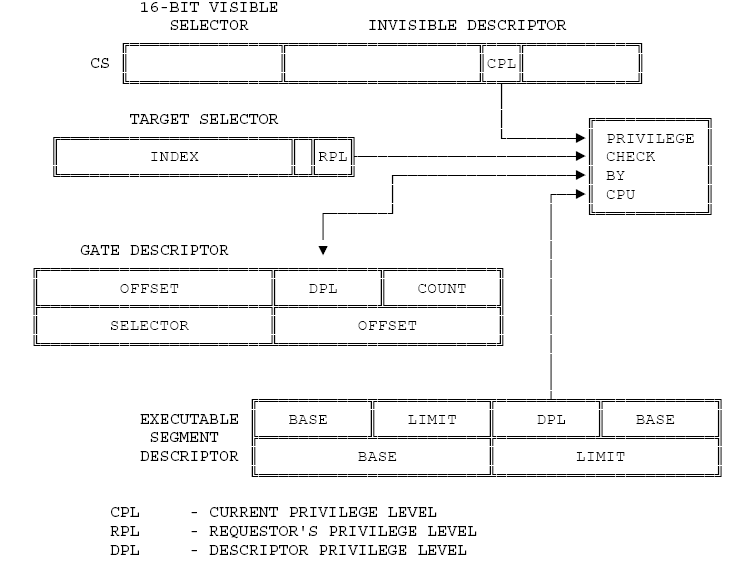 16-BIT VISIBLE
SELECTOR INVISIBLE DESCRIPTOR
CS CPL
TARGET SELECTOR
PRIVILEGE
INDEX RPL CHECK
BY
CPU
GATE DESCRIPTOR
OFFSET DPL COUNT
SELECTOR OFFSET
EXECUTABLE BASE LIMIT DPL BASE
SEGMENT
DESCRIPTOR BASE LIMIT
CPL - CURRENT PRIVILEGE LEVEL
RPL - REQUESTOR'S PRIVILEGE LEVEL
DPL - DESCRIPTOR PRIVILEGE LEVEL